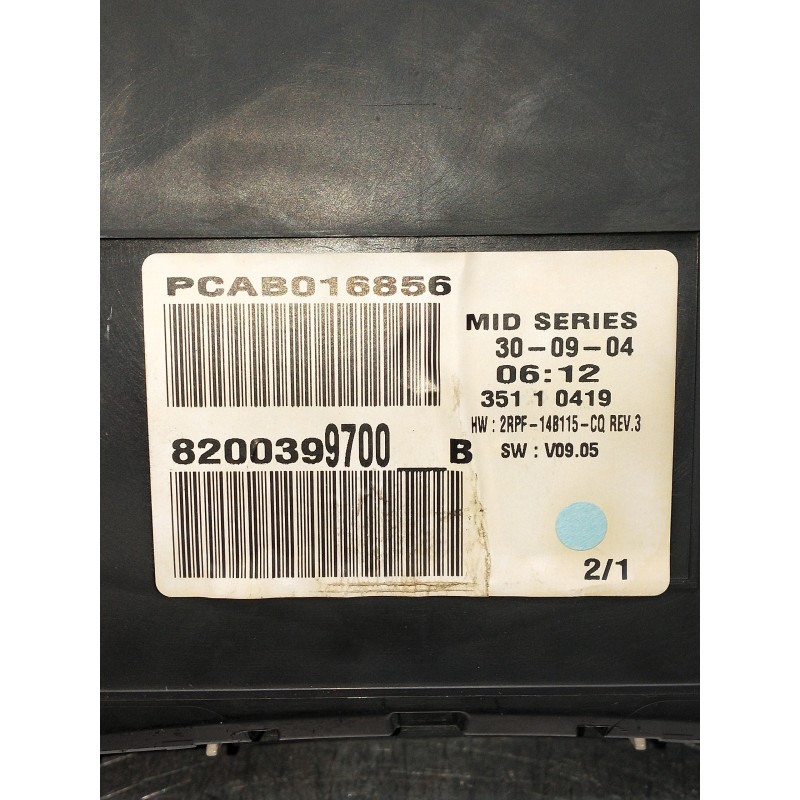 PCAB016856
MID SERIES
30-09-04
06:12
351 1 0419
HW : 2RPF-14B115-CQ REV.3
8200399700__B
SW : V09.05
2/1